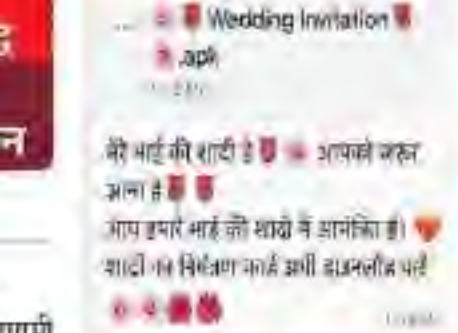 ... 🌸 🌹 Wedding Invitation 🌹
🌺 .apk
मेरे भाई की शादी है 🌹 🌸 आपको जरूर
आना है 🌹 🌹
आप हमारे भाई की शादी में आमंत्रित हैं। ❤️
शादी का निमंत्रण कार्ड अभी डाउनलोड करें
न